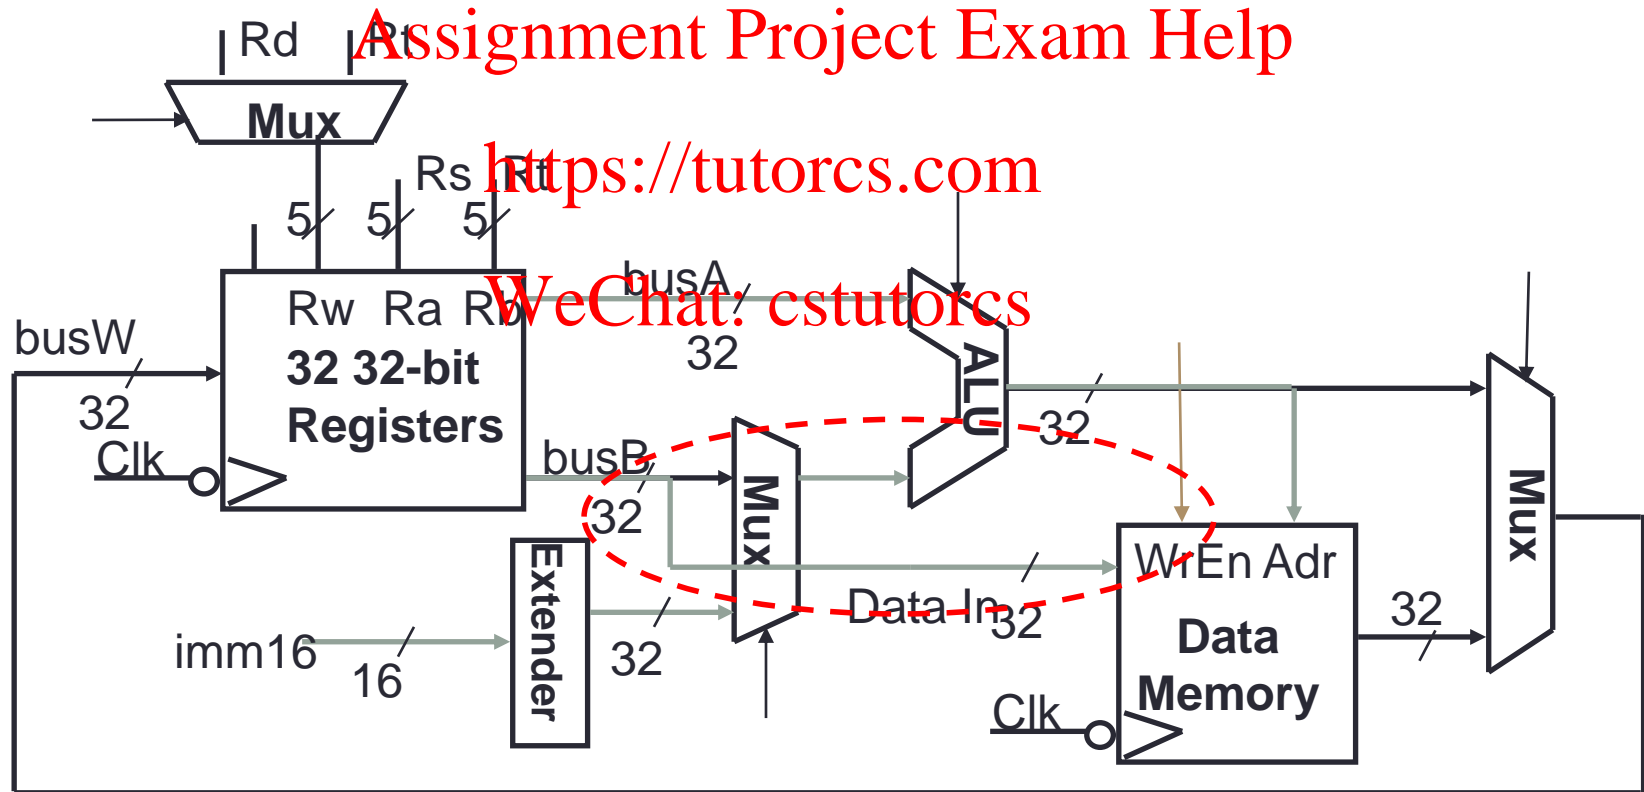 Rd Rt
Assignment Project Exam Help
Mux
https://tutorcs.com
Rs Rt
5 5 5
busA
WeChat: cstutorcs
Rw Ra Rb
busW
32
32 32-bit
Registers
ALU
32
32
Clk
busB
32
Mux
Mux
WrEn Adr
Extender
Data In
32
32
imm16
16
32
Data
Memory
Clk